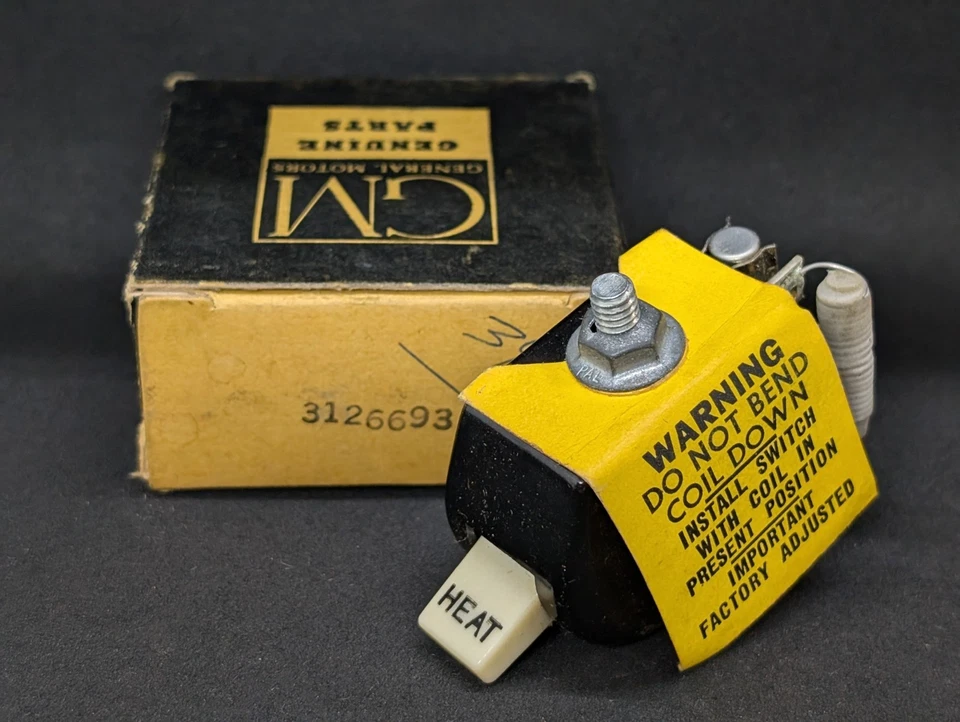 GENUINE
PARTS
GENERAL MOTORS
GM
3126693
PAL
WARNING
DO NOT BEND
COIL DOWN
INSTALL SWITCH
WITH COIL IN
PRESENT POSITION
IMPORTANT
FACTORY ADJUSTED
HEAT